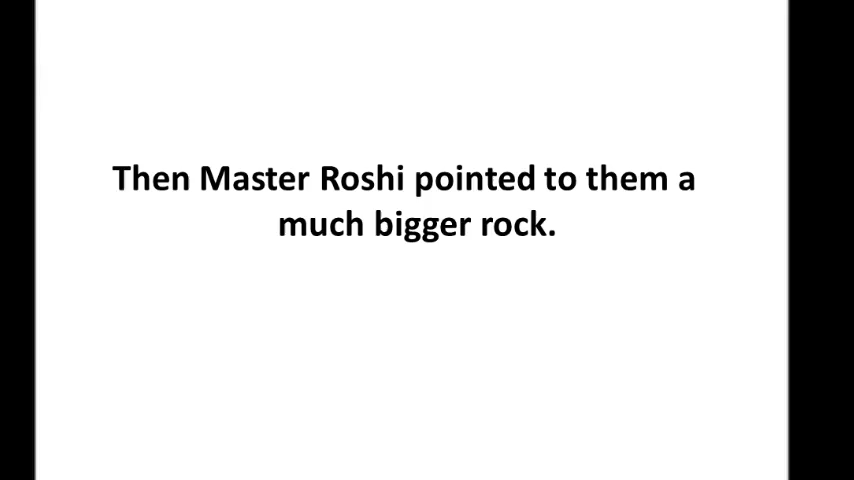 Then Master Roshi pointed to them a
much bigger rock.